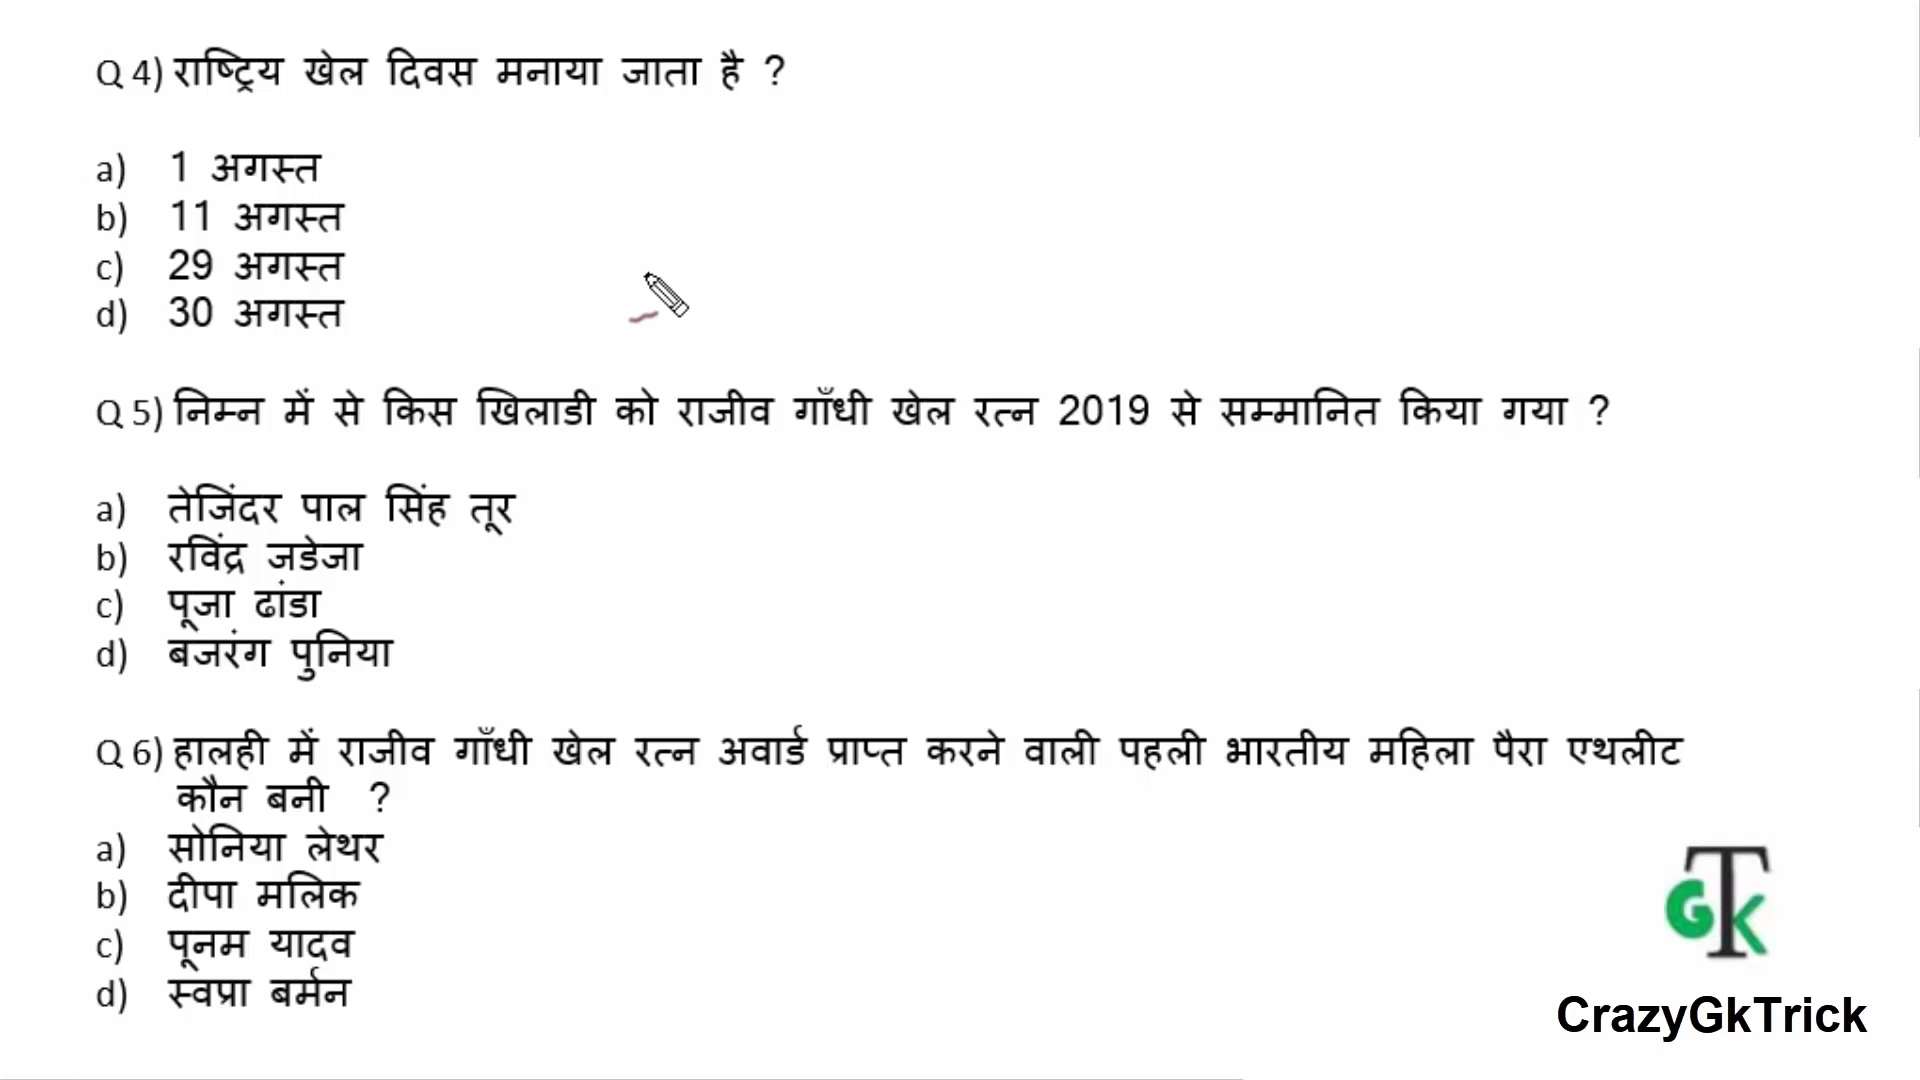 Q 4) राष्ट्रिय खेल दिवस मनाया जाता है ?
a) 1 अगस्त
b) 11 अगस्त
c) 29 अगस्त
d) 30 अगस्त
Q 5) निम्न में से किस खिलाडी को राजीव गाँधी खेल रत्न 2019 से सम्मानित किया गया ?
a) तेजिंदर पाल सिंह तूर
b) रविंद्र जडेजा
c) पूजा ढांडा
d) बजरंग पुनिया
Q 6) हालही में राजीव गाँधी खेल रत्न अवार्ड प्राप्त करने वाली पहली भारतीय महिला पैरा एथलीट
कौन बनी ?
a) सोनिया लेथर
b) दीपा मलिक
c) पूनम यादव
d) स्वप्रा बर्मन
GTK
CrazyGkTrick